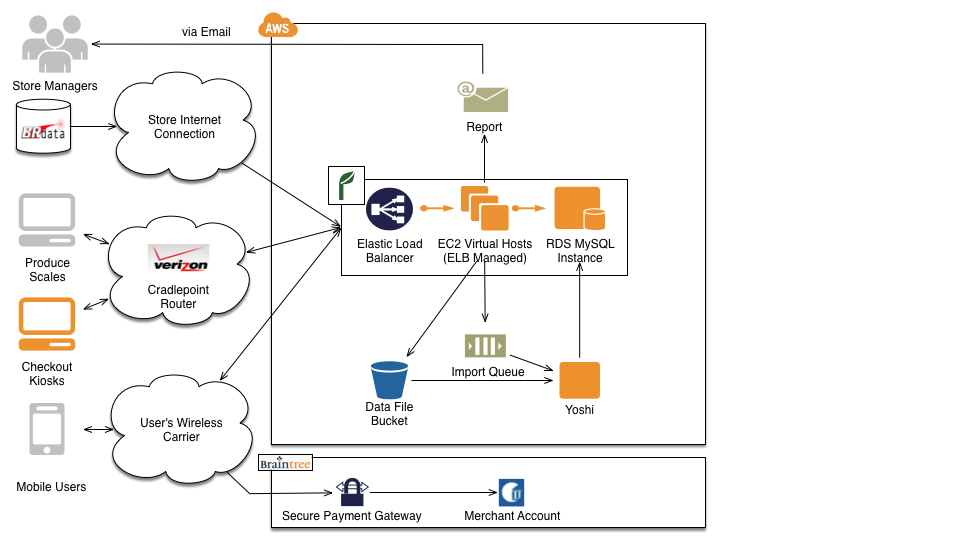 via Email
AWS
Store Managers
BRdata
Store Internet
Connection
@
Report
Elastic Load
Balancer
EC2 Virtual Hosts
(ELB Managed)
RDS MySQL
Instance
Produce
Scales
verizon
Cradlepoint
Router
Checkout
Kiosks
Import Queue
Data File
Bucket
Yoshi
User's Wireless
Carrier
Mobile Users
Braintree
Secure Payment Gateway
Merchant Account